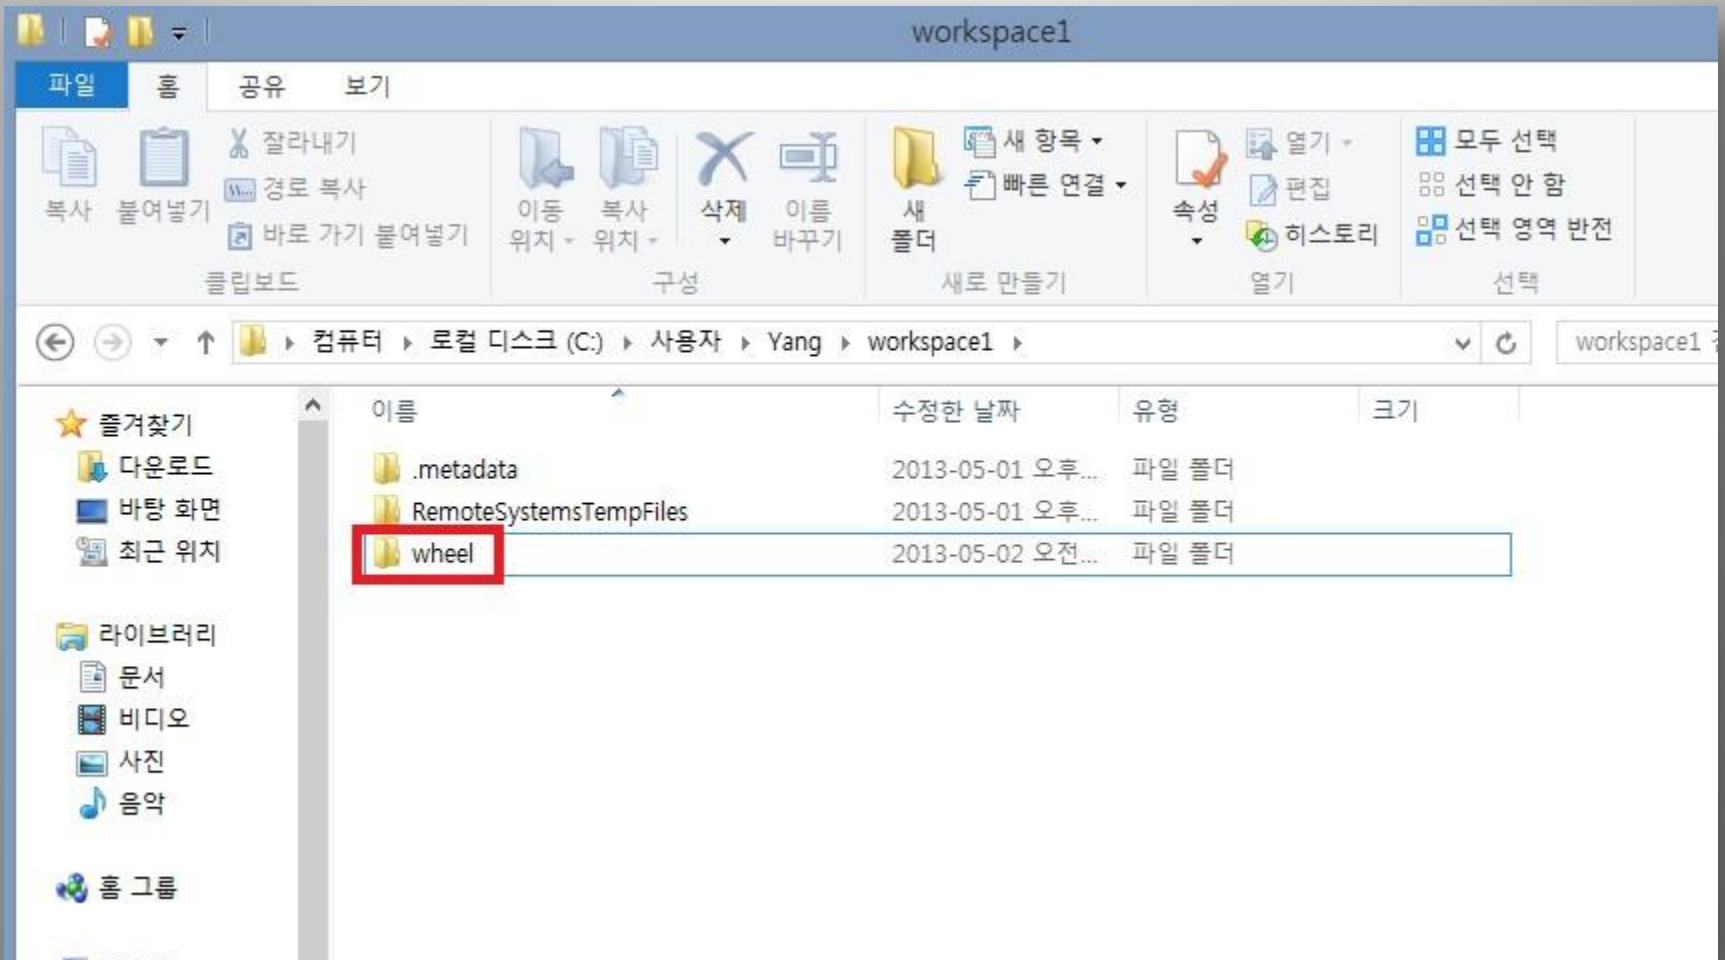 workspace1
파일 홈 공유 보기
잘라내기
경로 복사
바로 가기 붙여넣기
복사 붙여넣기
클립보드
이동 위치
복사 위치
삭제
이름 바꾸기
구성
새 폴더
새 항목
빠른 연결
새로 만들기
속성
열기
편집
히스토리
열기
모두 선택
선택 안 함
선택 영역 반전
선택
컴퓨터 로컬 디스크 (C:) 사용자 Yang workspace1
workspace1
즐겨찾기
다운로드
바탕 화면
최근 위치
라이브러리
문서
비디오
사진
음악
홈 그룹
이름 수정한 날짜 유형 크기
.metadata 2013-05-01 오후... 파일 폴더
RemoteSystemsTempFiles 2013-05-01 오후... 파일 폴더
wheel 2013-05-02 오전... 파일 폴더